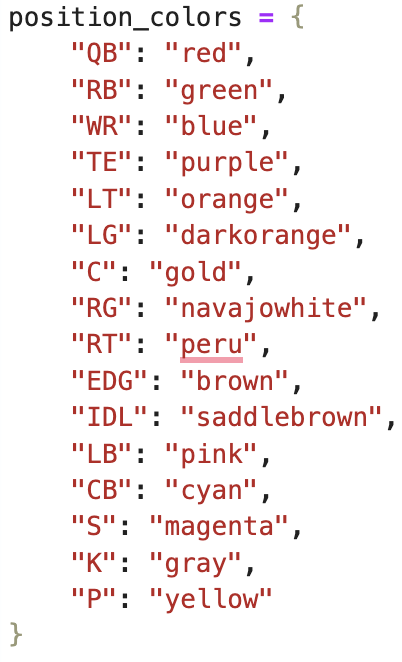 position_colors = {
    "QB": "red",
    "RB": "green",
    "WR": "blue",
    "TE": "purple",
    "LT": "orange",
    "LG": "darkorange",
    "C": "gold",
    "RG": "navajowhite",
    "RT": "peru",
    "EDG": "brown",
    "IDL": "saddlebrown",
    "LB": "pink",
    "CB": "cyan",
    "S": "magenta",
    "K": "gray",
    "P": "yellow"
}